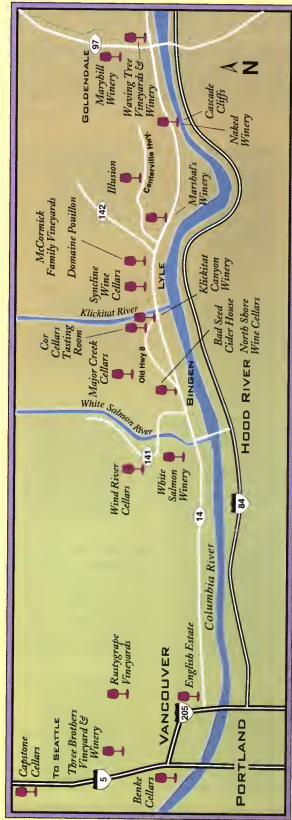 Capstone
Cellars
TO SEATTLE
Three Brothers
Vineyard &
Winery
Rustygrape
Vineyards
5
Benke
Cellars
VANCOUVER
205
English Estate
PORTLAND
Columbia River
14
84
Wind River
Cellars
141
White
Salmon
Winery
White Salmon River
HOOD RIVER
BINGEN
Bad Seed
Cider House
North Shore
Wine Cellars
Major Creek
Cellars
Old Hwy 8
Cor
Cellars
Tasting
Room
Klickitat River
Klickitat
Canyon
Winery
LYLE
Syncline
Wine
Cellars
Domaine Pouillon
McCormick
Family Vineyards
142
Marshal's
Winery
Illusion
Centerville Hwy
GOLDENDALE
97
Maryhill
Winery
Waving Tree
Vineyards &
Winery
Cascade
Cliffs
Naked
Winery
N